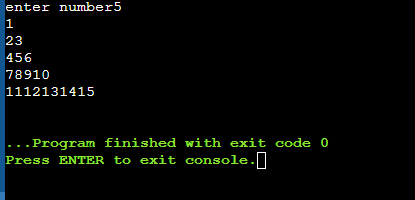 enter number5
1
23
456
78910
1112131415
...Program finished with exit code 0
Press ENTER to exit console.